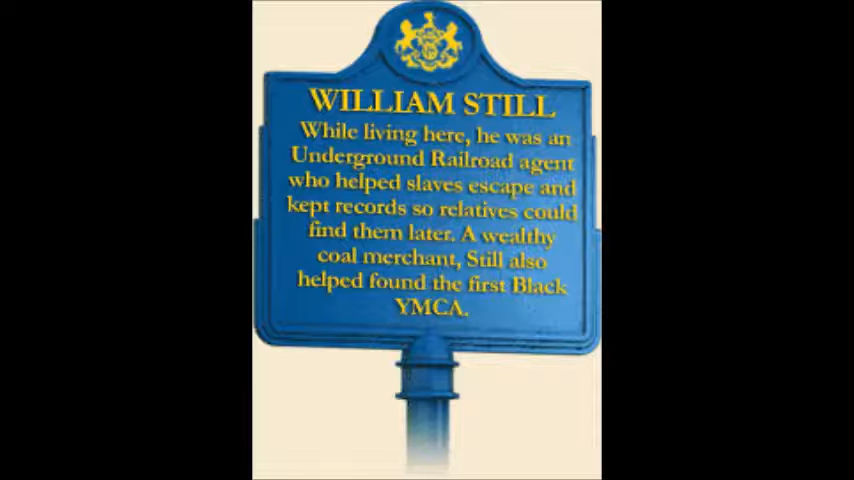 WILLIAM STILL
While living here, he was an
Underground Railroad agent
who helped slaves escape and
kept records so relatives could
find them later. A wealthy
coal merchant, Still also
helped found the first Black
YMCA.